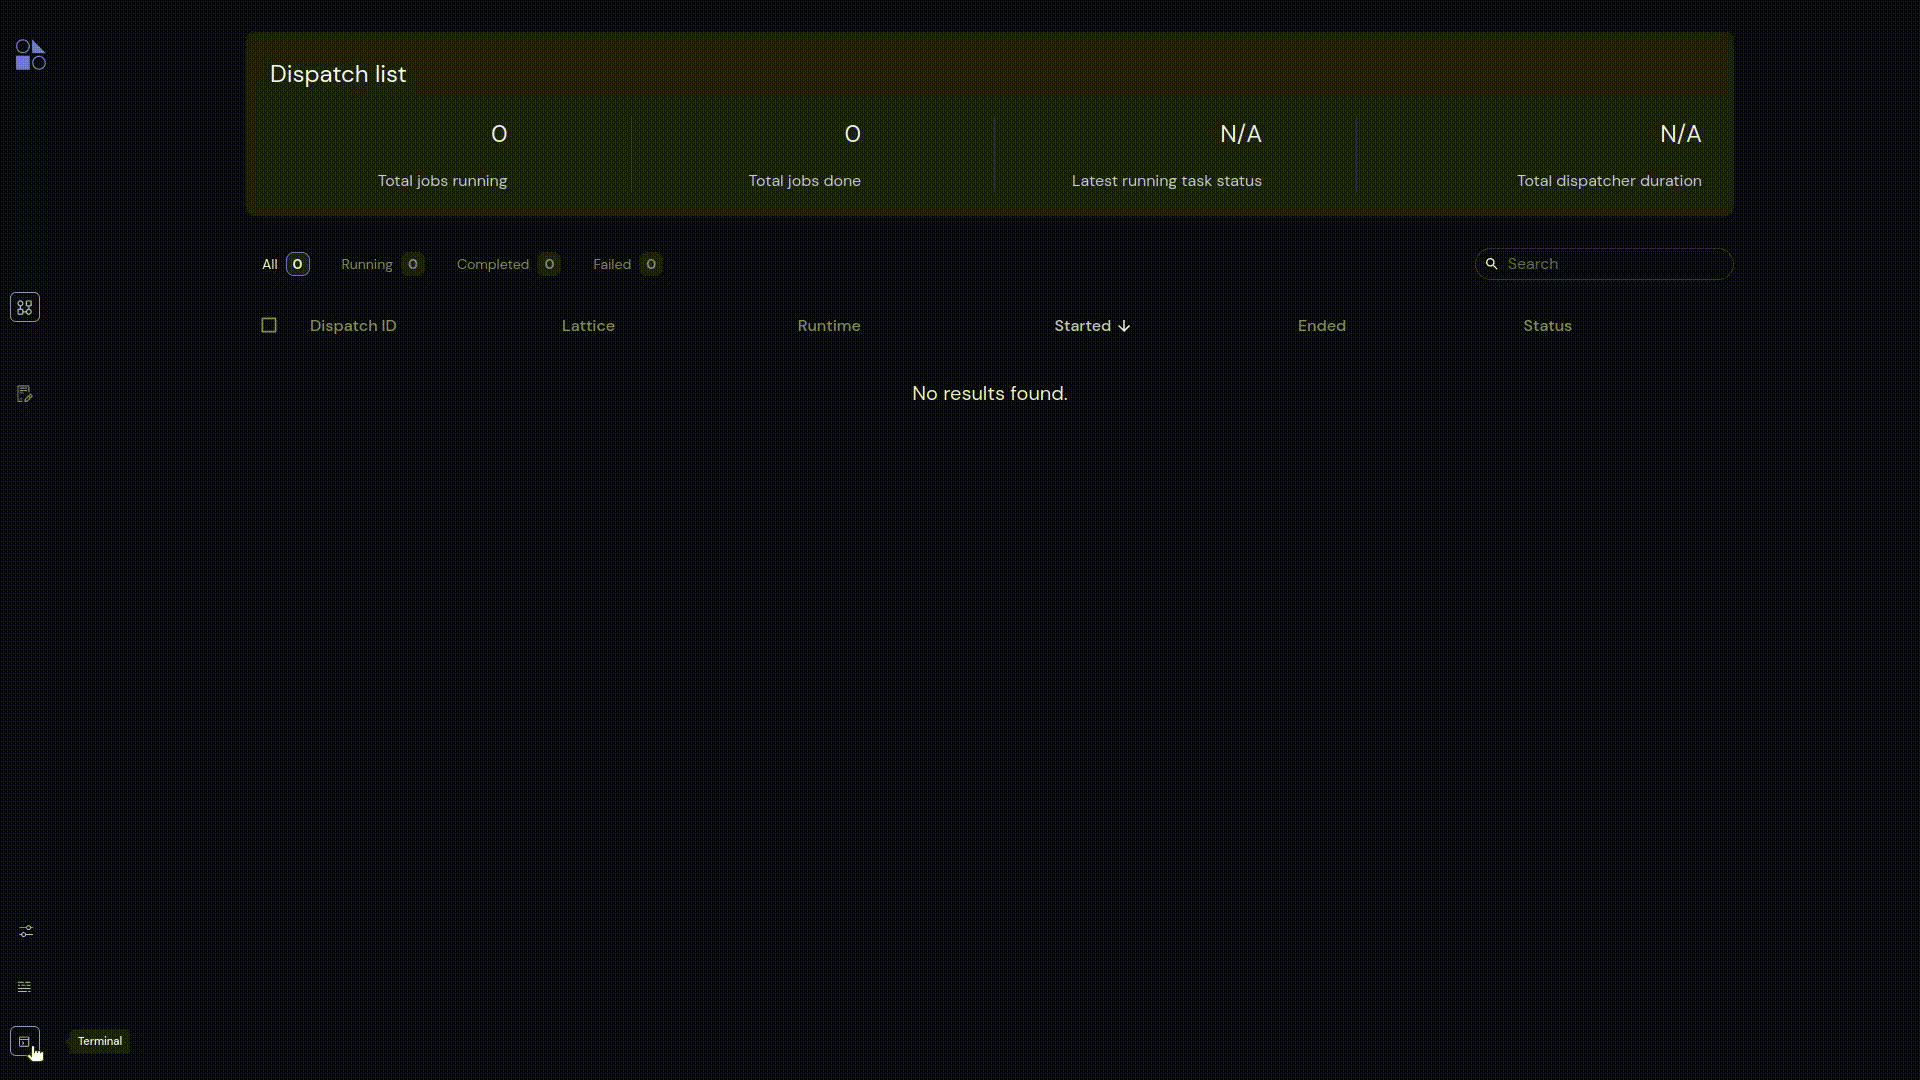 Dispatch list
0 0 N/A N/A
Total jobs running Total jobs done Latest running task status Total dispatcher duration
All 0 Running 0 Completed 0 Failed 0 Search
Dispatch ID Lattice Runtime Started Ended Status
No results found.
Terminal